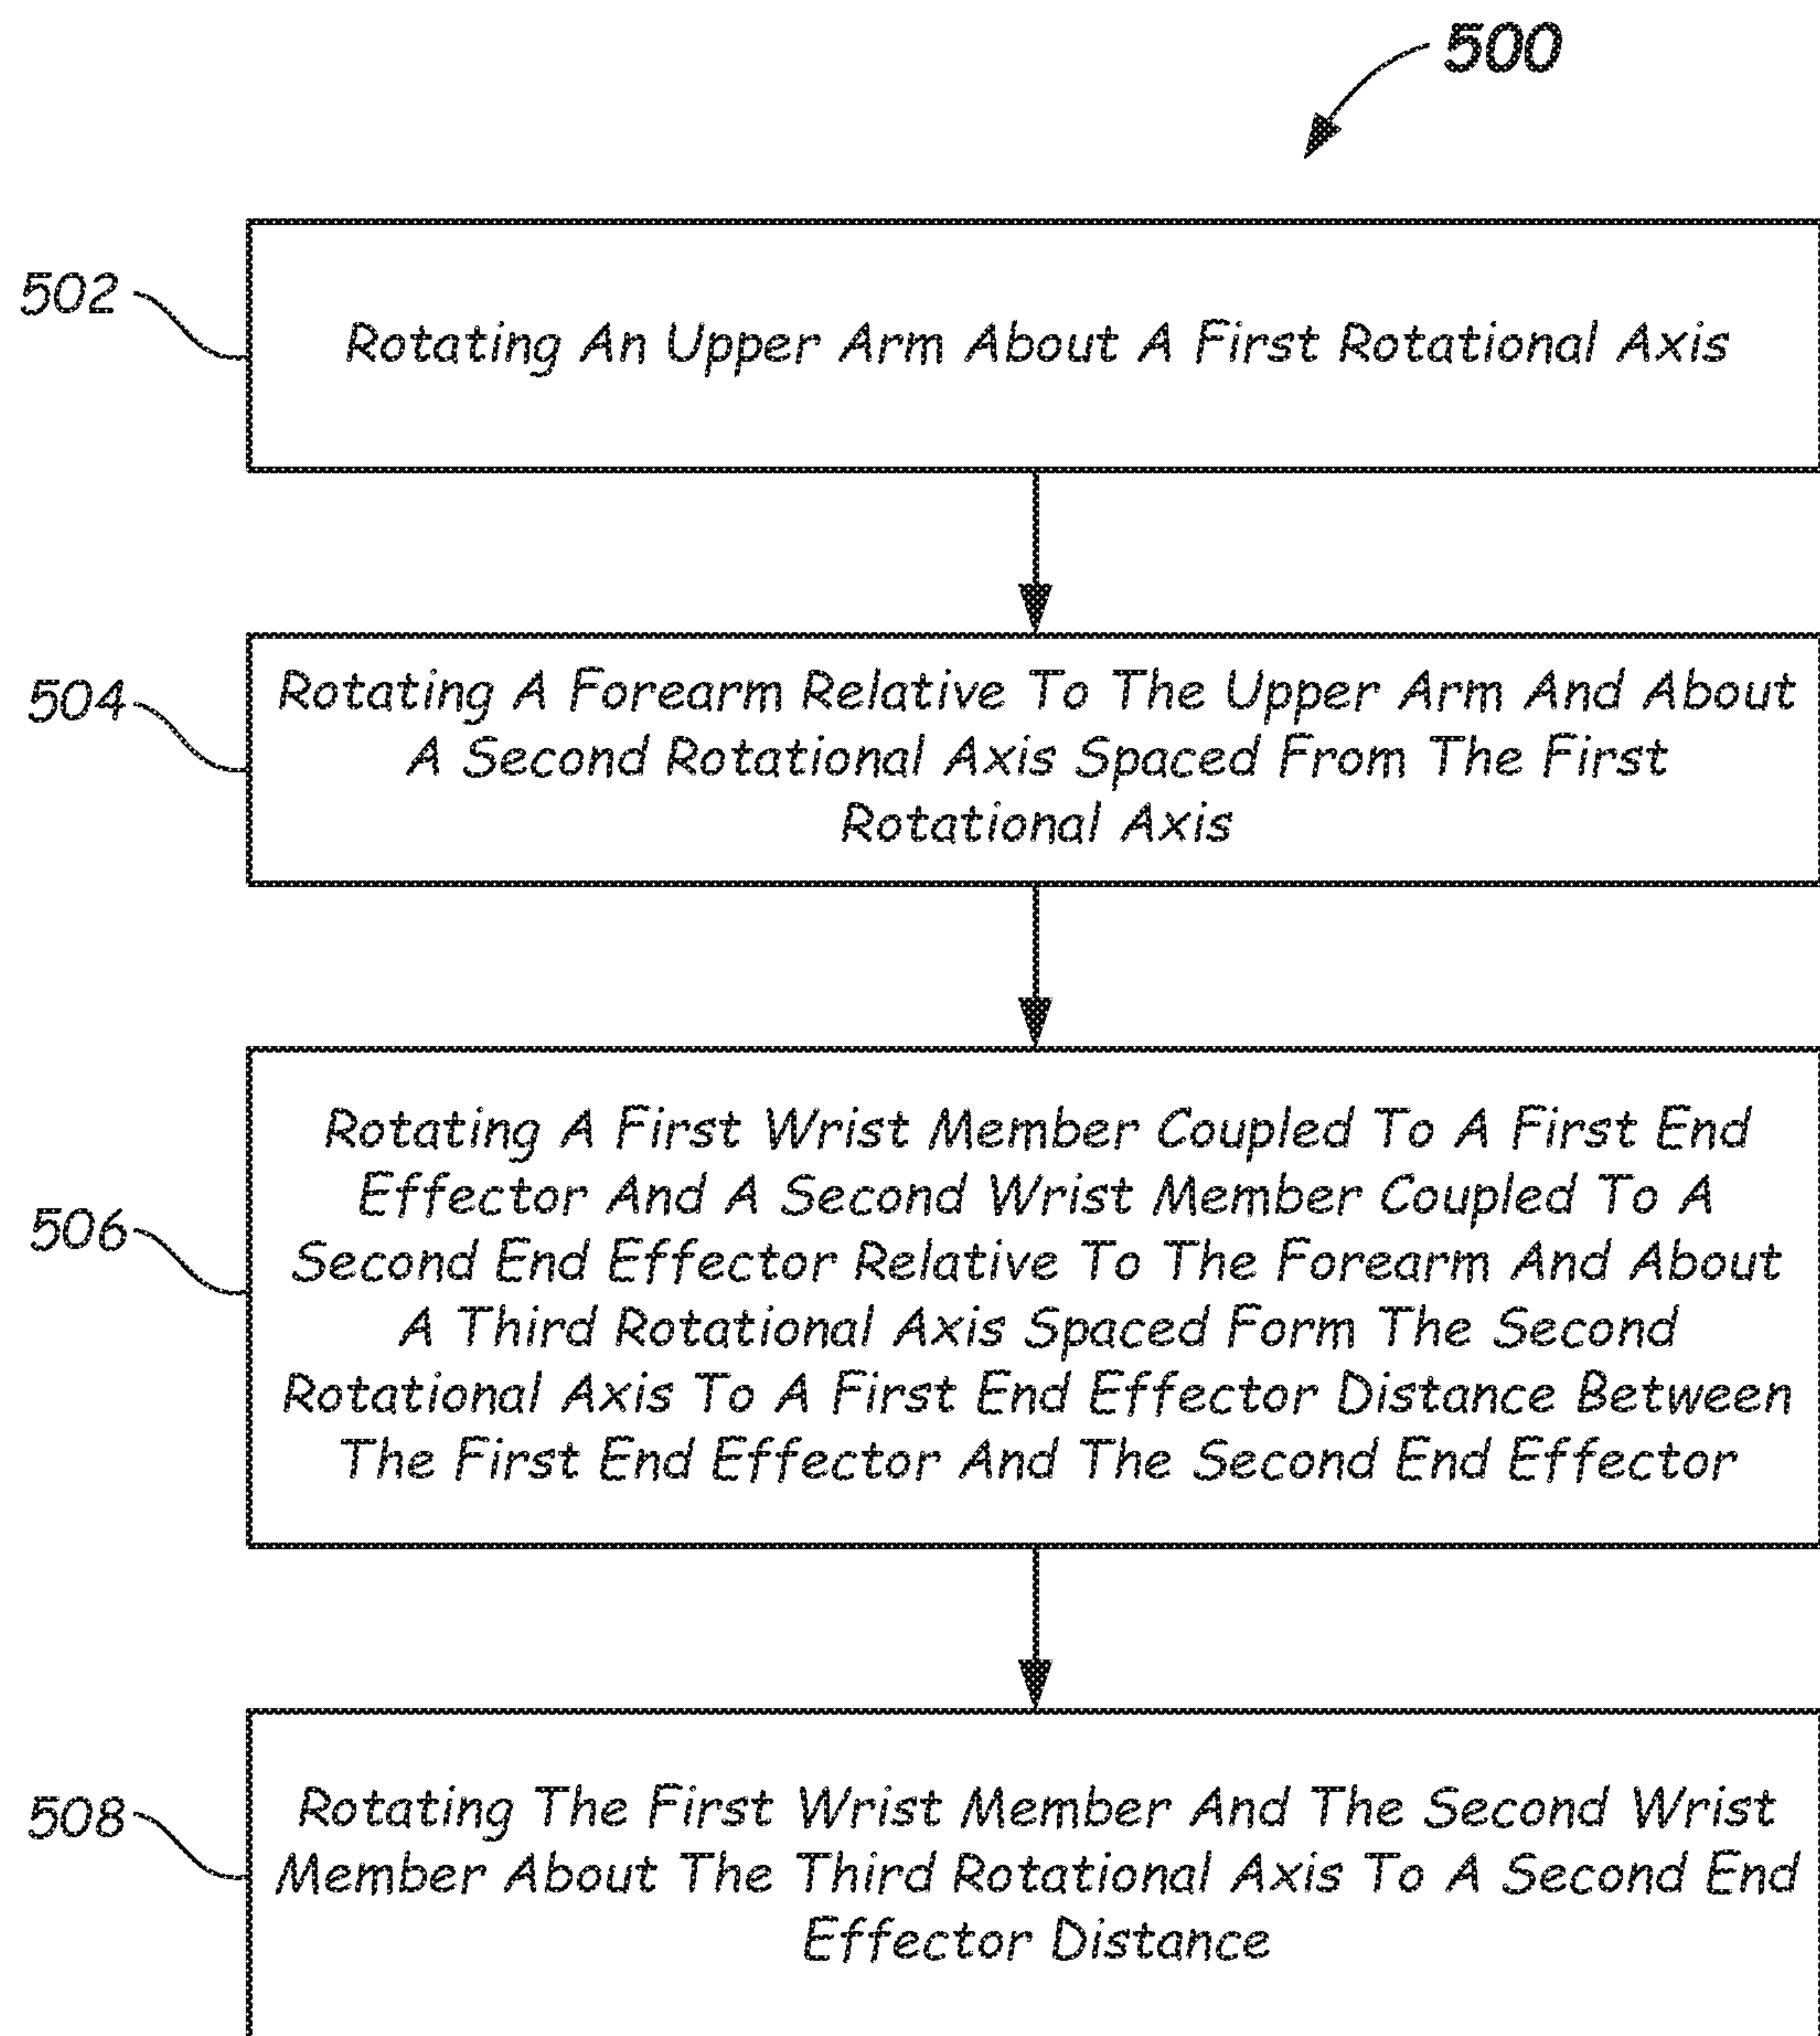 500
502
Rotating An Upper Arm About A First Rotational Axis
504
Rotating A Forearm Relative To The Upper Arm And About
A Second Rotational Axis Spaced From The First
Rotational Axis
506
Rotating A First Wrist Member Coupled To A First End
Effector And A Second Wrist Member Coupled To A
Second End Effector Relative To The Forearm And About
A Third Rotational Axis Spaced Form The Second
Rotational Axis To A First End Effector Distance Between
The First End Effector And The Second End Effector
508
Rotating The First Wrist Member And The Second Wrist
Member About The Third Rotational Axis To A Second End
Effector Distance